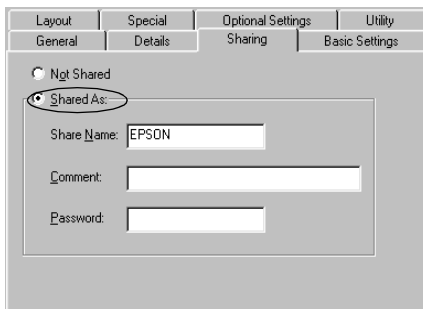 Layout Special Optional Settings Utility
General Details Sharing Basic Settings
Not Shared
Shared As:
Share Name: EPSON
Comment:
Password: